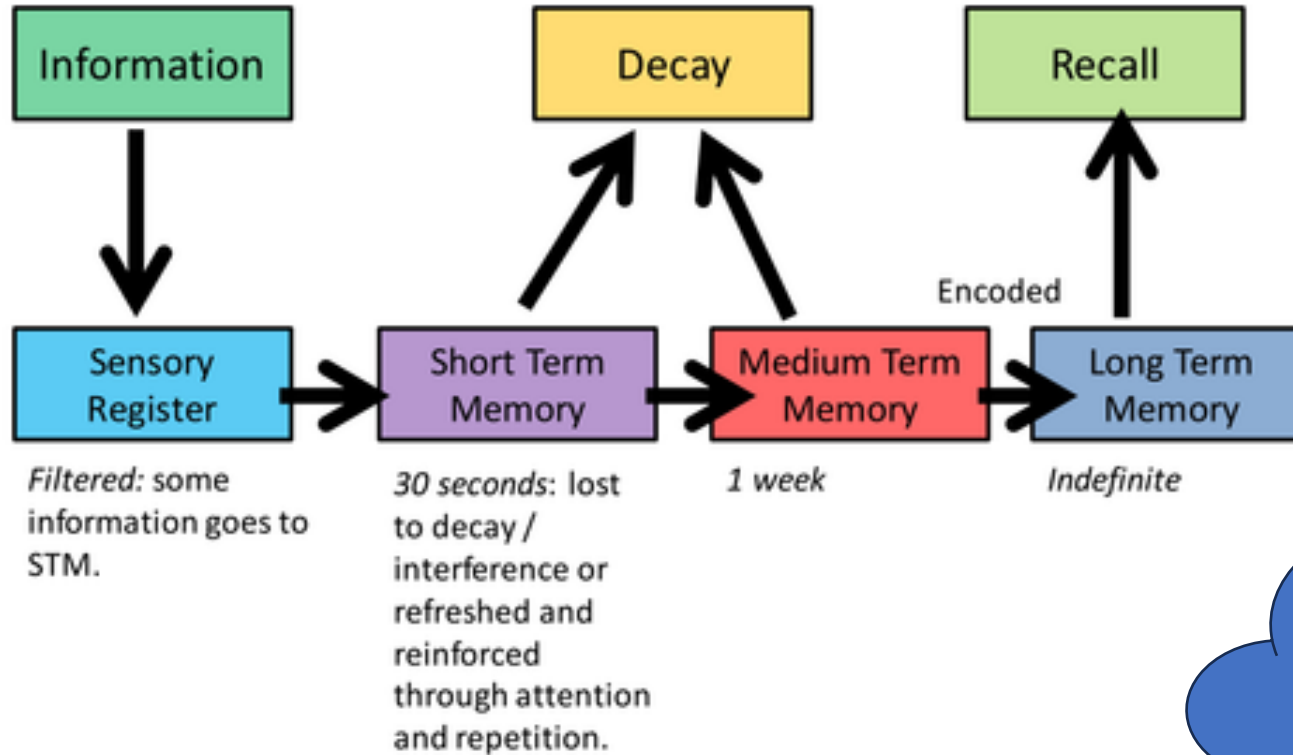 Information
Decay
Recall
Encoded
Sensory
Register
Short Term
Memory
Medium Term
Memory
Long Term
Memory
Filtered: some
information goes to
STM.
30 seconds: lost
to decay /
interference or
refreshed and
reinforced
through attention
and repetition.
1 week
Indefinite